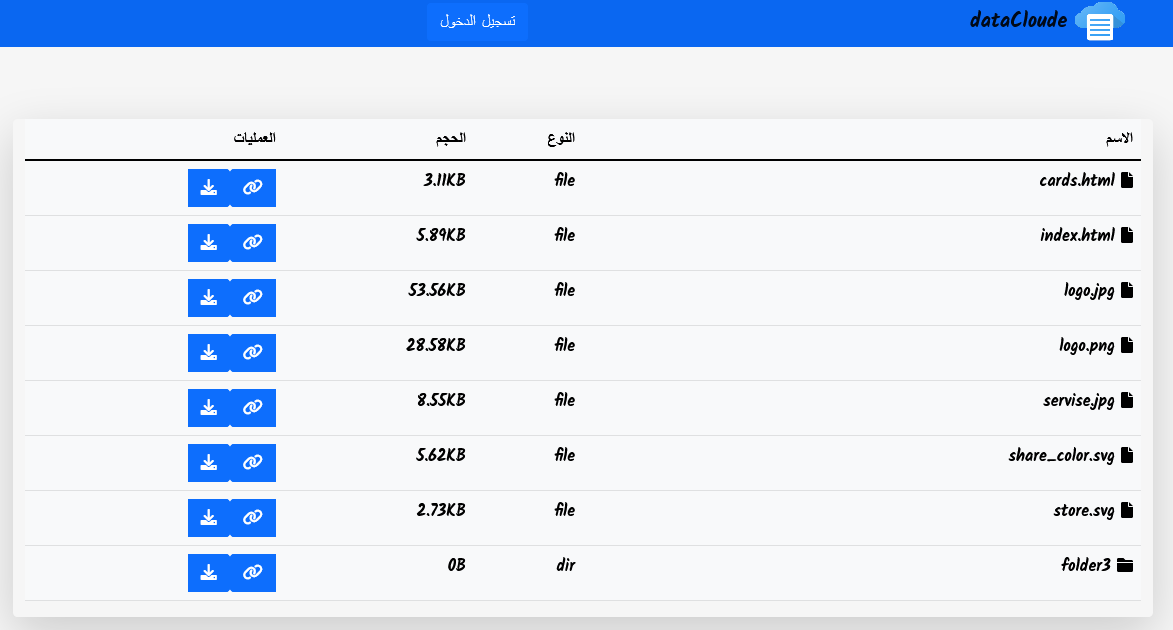 dataCloude
تسجيل الدخول
الاسم النوع الحجم العمليات
cards.html file 3.11KB
index.html file 5.89KB
logo.jpg file 53.56KB
logo.png file 28.58KB
servise.jpg file 8.55KB
share_color.svg file 5.62KB
store.svg file 2.73KB
folder3 dir 0B